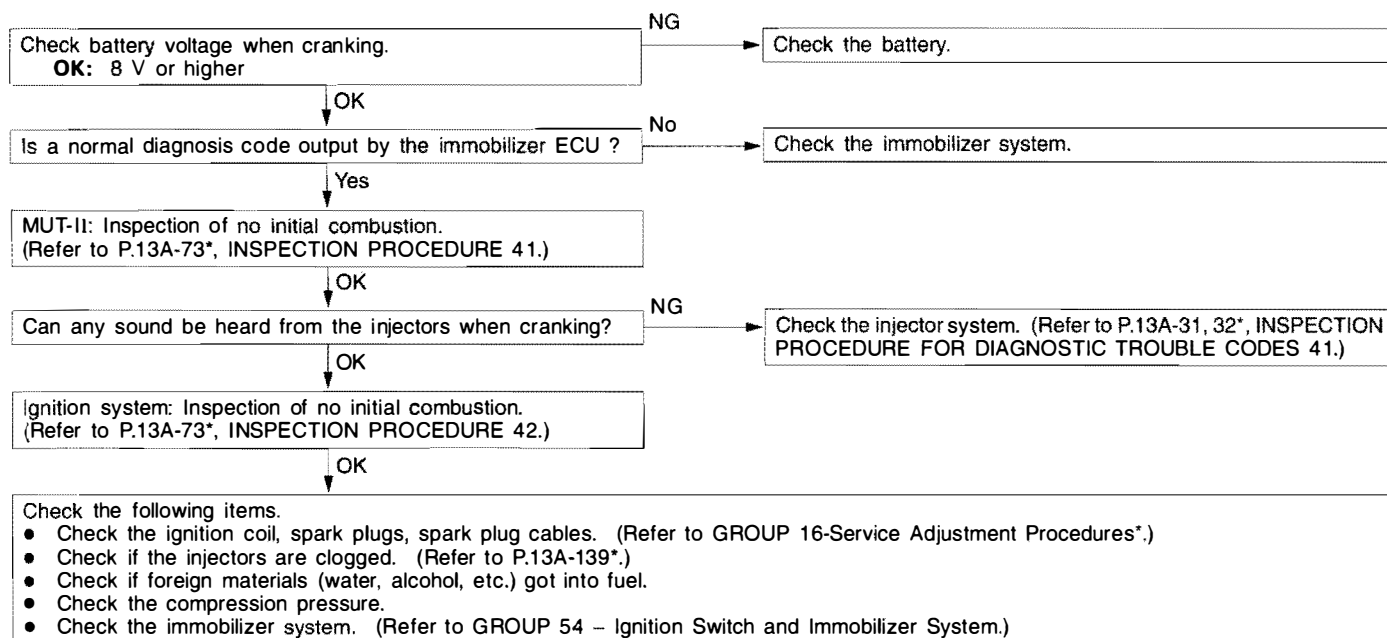 NG
Check battery voltage when cranking.
OK: 8 V or higher
Check the battery.
OK
No
Is a normal diagnosis code output by the immobilizer ECU ?
Check the immobilizer system.
Yes
MUT-II: Inspection of no initial combustion.
(Refer to P.13A-73*, INSPECTION PROCEDURE 41.)
OK
NG
Can any sound be heard from the injectors when cranking?
Check the injector system. (Refer to P.13A-31, 32*, INSPECTION
PROCEDURE FOR DIAGNOSTIC TROUBLE CODES 41.)
OK
Ignition system: Inspection of no initial combustion.
(Refer to P.13A-73*, INSPECTION PROCEDURE 42.)
OK
Check the following items.
● Check the ignition coil, spark plugs, spark plug cables. (Refer to GROUP 16-Service Adjustment Procedures*.)
● Check if the injectors are clogged. (Refer to P.13A-139*.)
● Check if foreign materials (water, alcohol, etc.) got into fuel.
● Check the compression pressure.
● Check the immobilizer system. (Refer to GROUP 54 – Ignition Switch and Immobilizer System.)